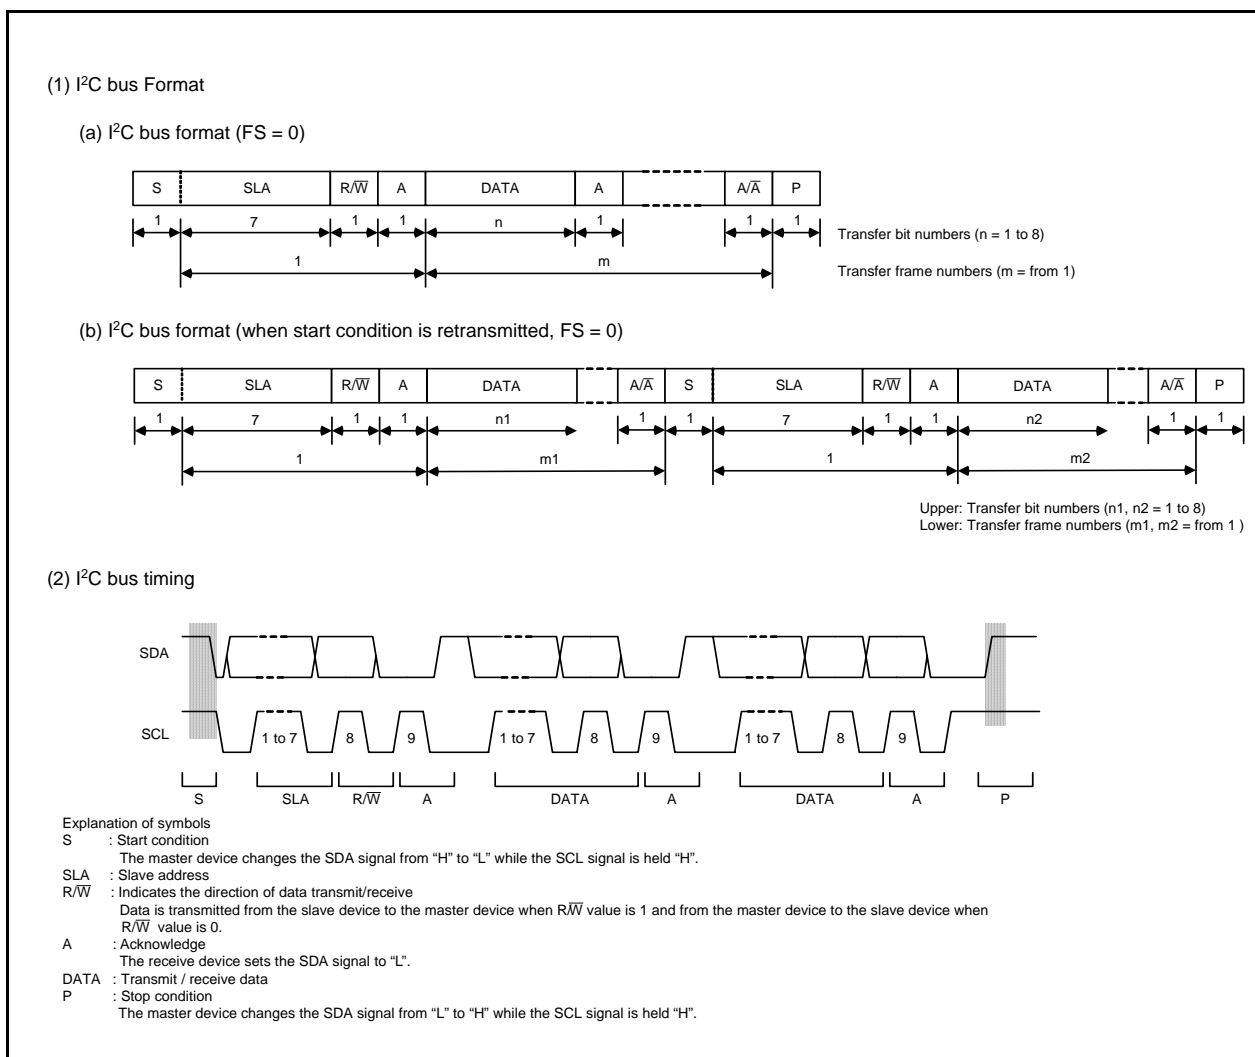 (1) I²C bus Format
(a) I²C bus format (FS = 0)
S SLA R/W̅ A DATA A A/A̅ P
1 7 1 1 n 1 1 1
Transfer bit numbers (n = 1 to 8)
1 m
Transfer frame numbers (m = from 1)
(b) I²C bus format (when start condition is retransmitted, FS = 0)
S SLA R/W̅ A DATA A/A̅ S SLA R/W̅ A DATA A/A̅ P
1 7 1 1 n1 1 1 7 1 1 n2 1 1
1 m1 1 m2
Upper: Transfer bit numbers (n1, n2 = 1 to 8)
Lower: Transfer frame numbers (m1, m2 = from 1 )
(2) I²C bus timing
SDA
SCL
1 to 7 8 9 1 to 7 8 9 1 to 7 8 9
S SLA R/W̅ A DATA A DATA A P
Explanation of symbols
S : Start condition
The master device changes the SDA signal from “H” to “L” while the SCL signal is held “H”.
SLA : Slave address
R/W̅ : Indicates the direction of data transmit/receive
Data is transmitted from the slave device to the master device when R/W̅ value is 1 and from the master device to the slave device when
R/W̅ value is 0.
A : Acknowledge
The receive device sets the SDA signal to “L”.
DATA : Transmit / receive data
P : Stop condition
The master device changes the SDA signal from “L” to “H” while the SCL signal is held “H”.